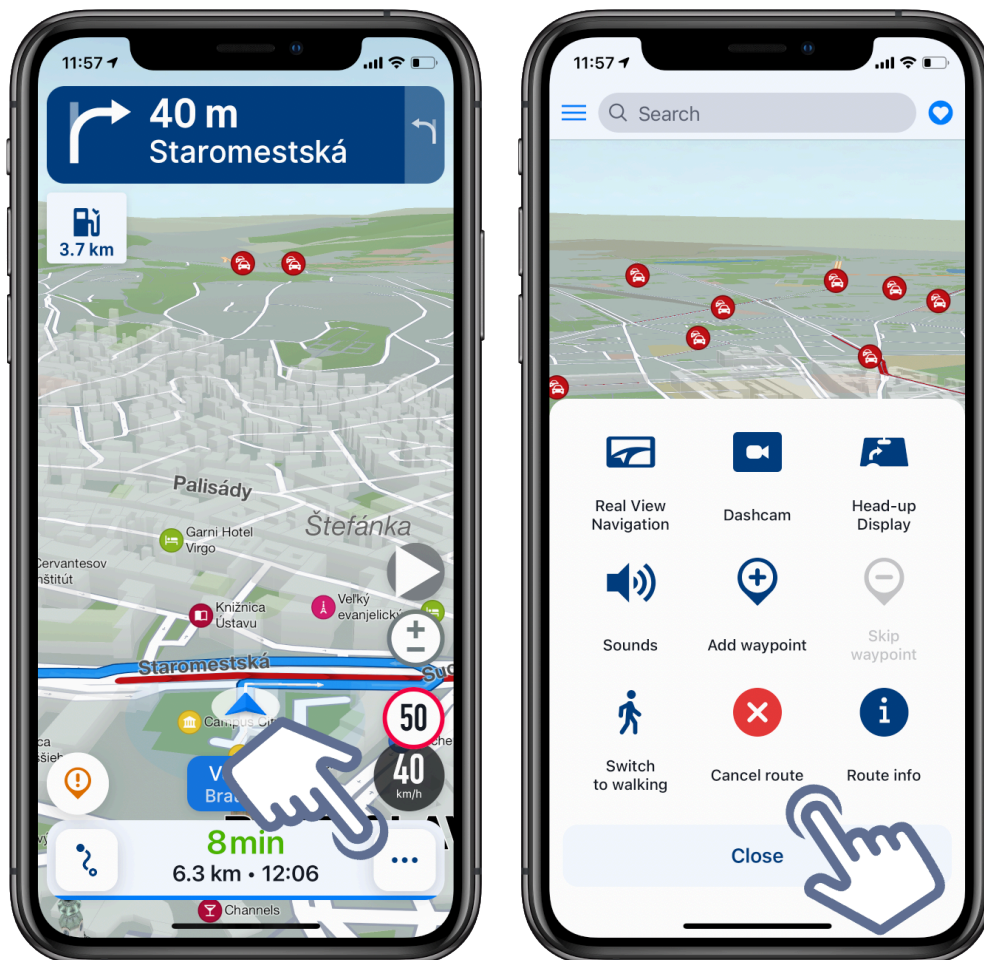 11:57
40 m
Staromestská
3.7 km
Palisády
Štefánka
Garni Hotel
Virgo
Cervantesov
Knižnica
Ústavu
Veľký
evanjelický
Staromestská
50
40
km/h
8min
6.3 km • 12:06
Channels
11:57
Search
Real View
Navigation
Dashcam
Head-up
Display
Sounds
Add waypoint
Skip
waypoint
Switch
to walking
Cancel route
Route info
Close